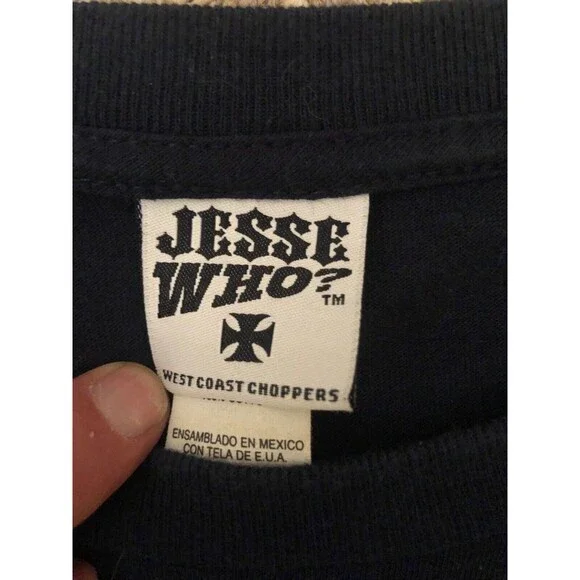 JESSE
WHO?™
WEST COAST CHOPPERS
ENSAMBLADO EN MEXICO
CON TELA DE E.U.A.